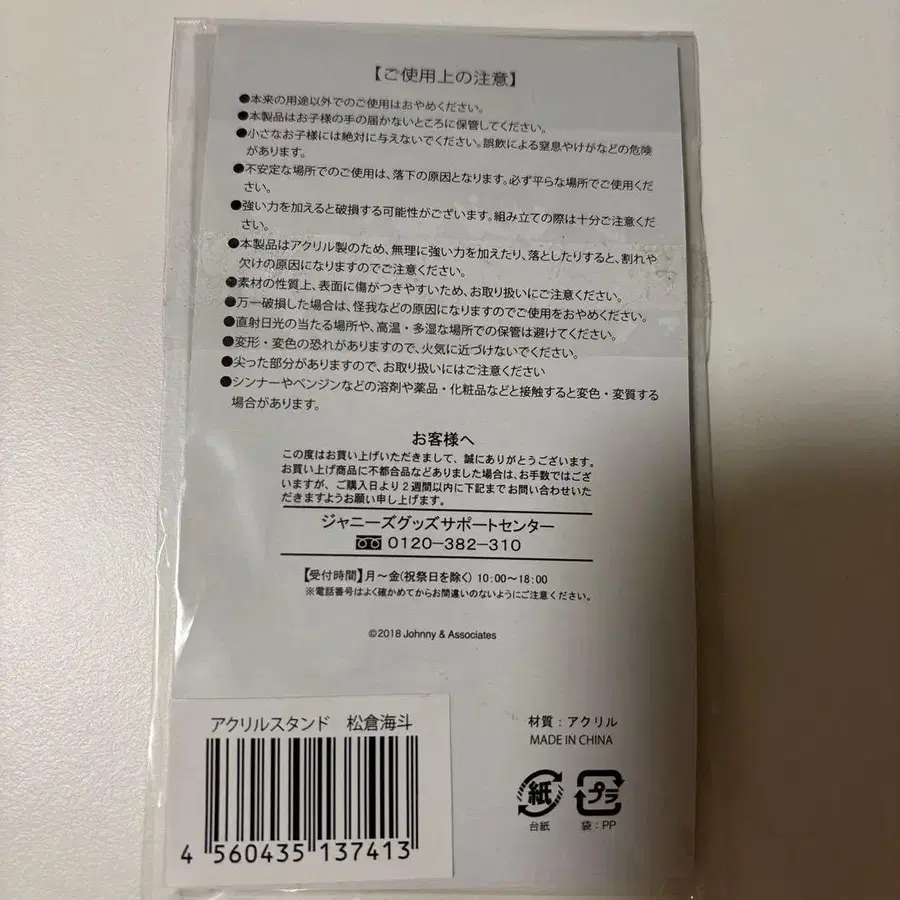 【ご使用上の注意】
●本来の用途以外でのご使用はおやめください。
●本製品はお子様の手の届かないところに保管してください。
●小さなお子様には絶対に与えないでください。誤飲による窒息やけがなどの危険
があります。
●不安定な場所でのご使用は、落下の原因となります。必ず平らな場所でご使用くだ
さい。
●強い力を加えると破損する可能性がございます。組み立ての際は十分ご注意くだ
さい。
●本製品はアクリル製のため、無理に強い力を加えたり、落としたりすると、割れや
欠けの原因になりますのでご注意ください。
●素材の性質上、表面に傷がつきやすいため、お取り扱いにご注意ください。
●万一破損した場合は、怪我などの原因になりますのでご使用をおやめください。
●直射日光の当たる場所や、高温・多湿な場所での保管は避けてください。
●変形・変色の恐れがありますので、火気に近づけないでください。
●尖った部分がありますので、お取り扱いにはご注意ください
●シンナーやベンジンなどの溶剤や薬品・化粧品などと接触すると変色・変質する
場合があります。
お客様へ
この度はお買い上げいただきまして、誠にありがとうございます。
お買い上げ商品に不都合品などありました場合は、お手数ではござ
いますが、ご購入日より2週間以内に下記までお問い合わせいた
だきますようお願い申し上げます。
ジャニーズグッズサポートセンター
0120-382-310
【受付時間】月〜金(祝祭日を除く) 10:00〜18:00
※電話番号はよく確かめてからお間違いのないようにご注意ください。
©2018 Johnny & Associates
アクリルスタンド 松倉海斗
4 560435 137413
材質:アクリル
MADE IN CHINA
紙
台紙
プラ
袋:PP